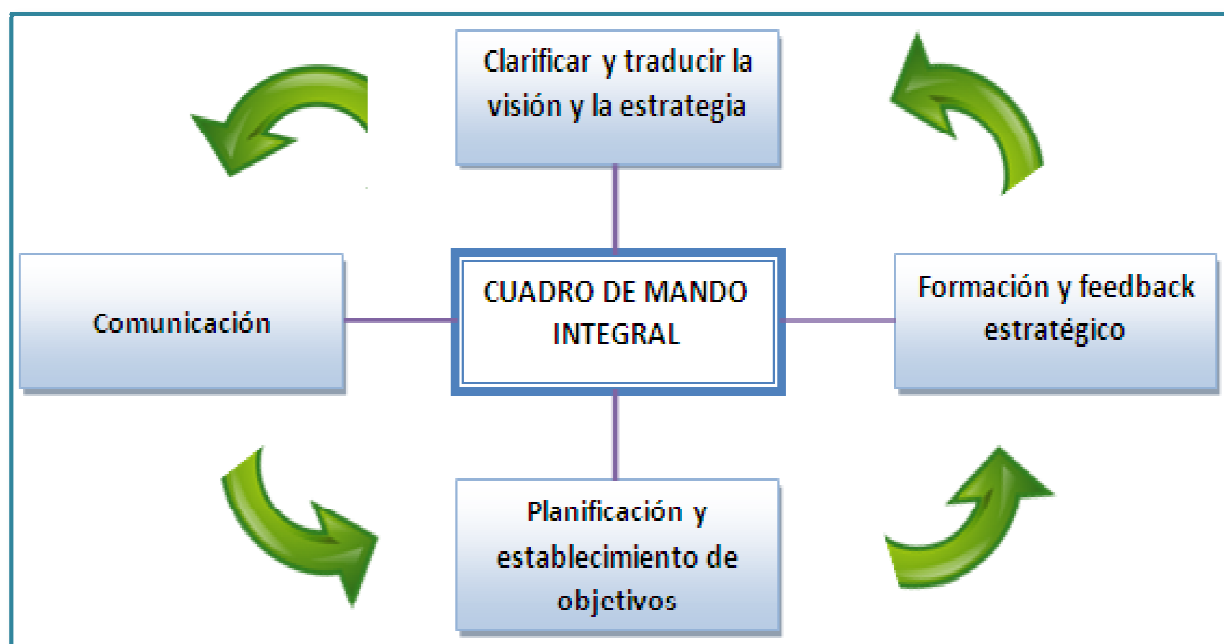 Clarificar y traducir la
visión y la estrategia
Comunicación
CUADRO DE MANDO
INTEGRAL
Formación y feedback
estratégico
Planificación y
establecimiento de
objetivos